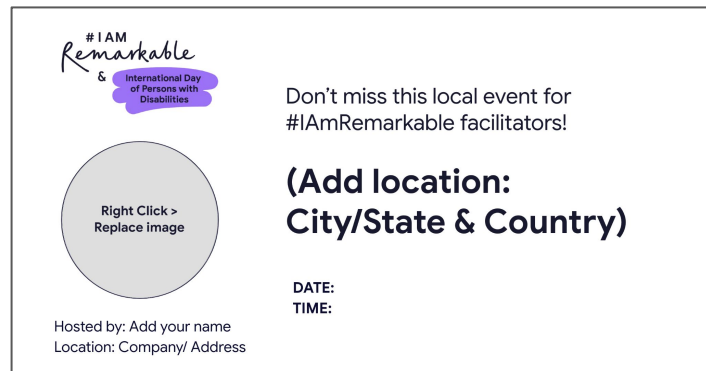 #IAM
Remarkable
&
International Day
of Persons with
Disabilities
Don't miss this local event for
#IAmRemarkable facilitators!
(Add location:
City/State & Country)
Right Click >
Replace image
DATE:
TIME:
Hosted by: Add your name
Location: Company/ Address